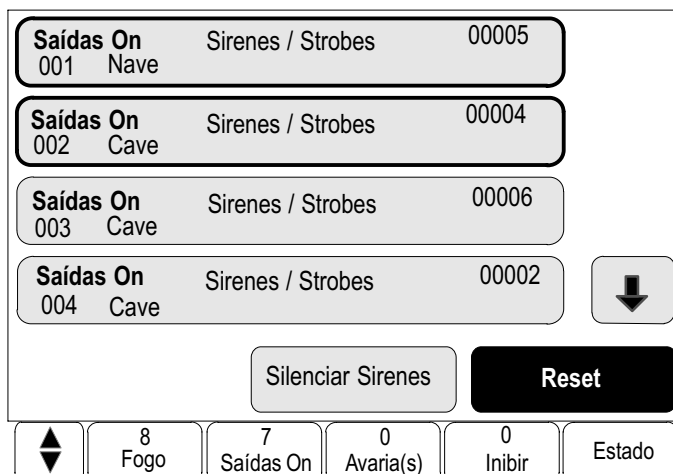 Saídas On Sirenes / Strobes 00005
001 Nave
Saídas On Sirenes / Strobes 00004
002 Cave
Saídas On Sirenes / Strobes 00006
003 Cave
Saídas On Sirenes / Strobes 00002
004 Cave
Silenciar Sirenes Reset
8 7 0 0
Fogo Saídas On Avaria(s) Inibir Estado